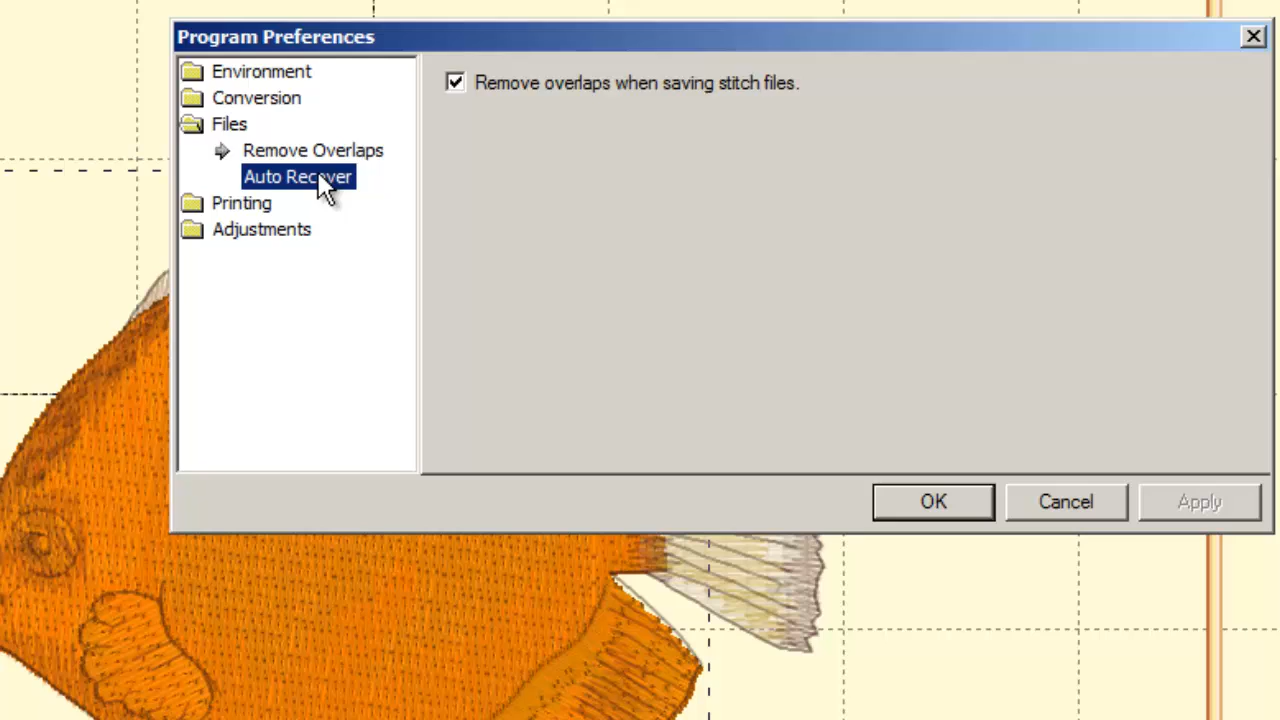 Program Preferences
Environment
Conversion
Files
Remove Overlaps
Auto Recover
Printing
Adjustments
Remove overlaps when saving stitch files.
OK
Cancel
Apply